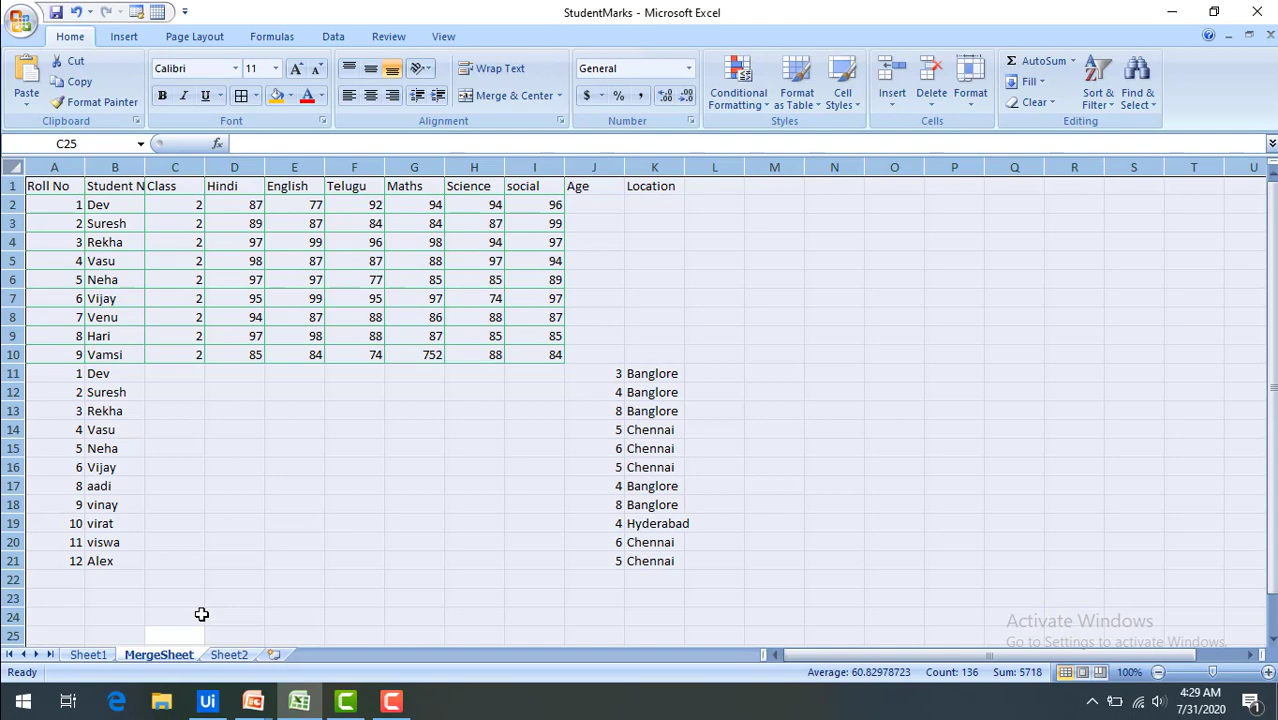 StudentMarks - Microsoft Excel
Home Insert Page Layout Formulas Data Review View
Paste Cut Copy Format Painter Clipboard
Calibri 11 B I U A Font
Wrap Text Merge & Center Alignment
General $ % , Number
Conditional Formatting Format as Table Cell Styles Styles
Insert Delete Format Cells
AutoSum Fill Clear Sort & Filter Find & Select Editing
C25 fx
A B C D E F G H I J K L M N O P Q R S T U
1 Roll No Student N Class Hindi English Telugu Maths Science social Age Location
2 1 Dev 2 87 77 92 94 94 96
3 2 Suresh 2 89 87 84 84 87 99
4 3 Rekha 2 97 99 96 98 94 97
5 4 Vasu 2 98 87 87 88 97 94
6 5 Neha 2 97 97 77 85 85 89
7 6 Vijay 2 95 99 95 97 74 97
8 7 Venu 2 94 87 88 86 88 87
9 8 Hari 2 97 98 88 87 85 85
10 9 Vamsi 2 85 84 74 752 88 84
11 1 Dev 3 Banglore
12 2 Suresh 4 Banglore
13 3 Rekha 8 Banglore
14 4 Vasu 5 Chennai
15 5 Neha 6 Chennai
16 6 Vijay 5 Chennai
17 8 aadi 4 Banglore
18 9 vinay 8 Banglore
19 10 virat 4 Hyderabad
20 11 viswa 6 Chennai
21 12 Alex 5 Chennai
22
23
24
25
Activate Windows
Go to Settings to activate Windows.
Sheet1 MergeSheet Sheet2
Ready Average: 60.82978723 Count: 136 Sum: 5718 100%
Ui
4:29 AM
7/31/2020
1